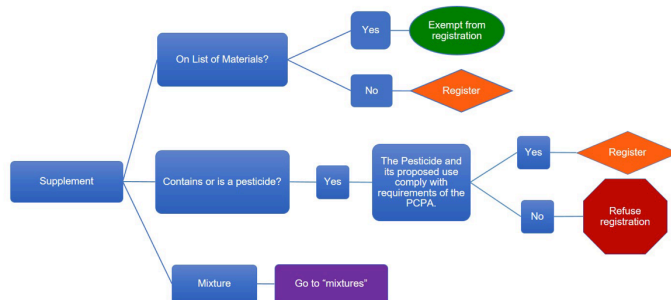 Yes
Exempt from
registration
On List of Materials?
No
Register
Supplement
Contains or is a pesticide?
Yes
The Pesticide and
its proposed use
comply with
requirements of the
PCPA.
Yes
Register
No
Refuse
registration
Mixture
Go to “mixtures”